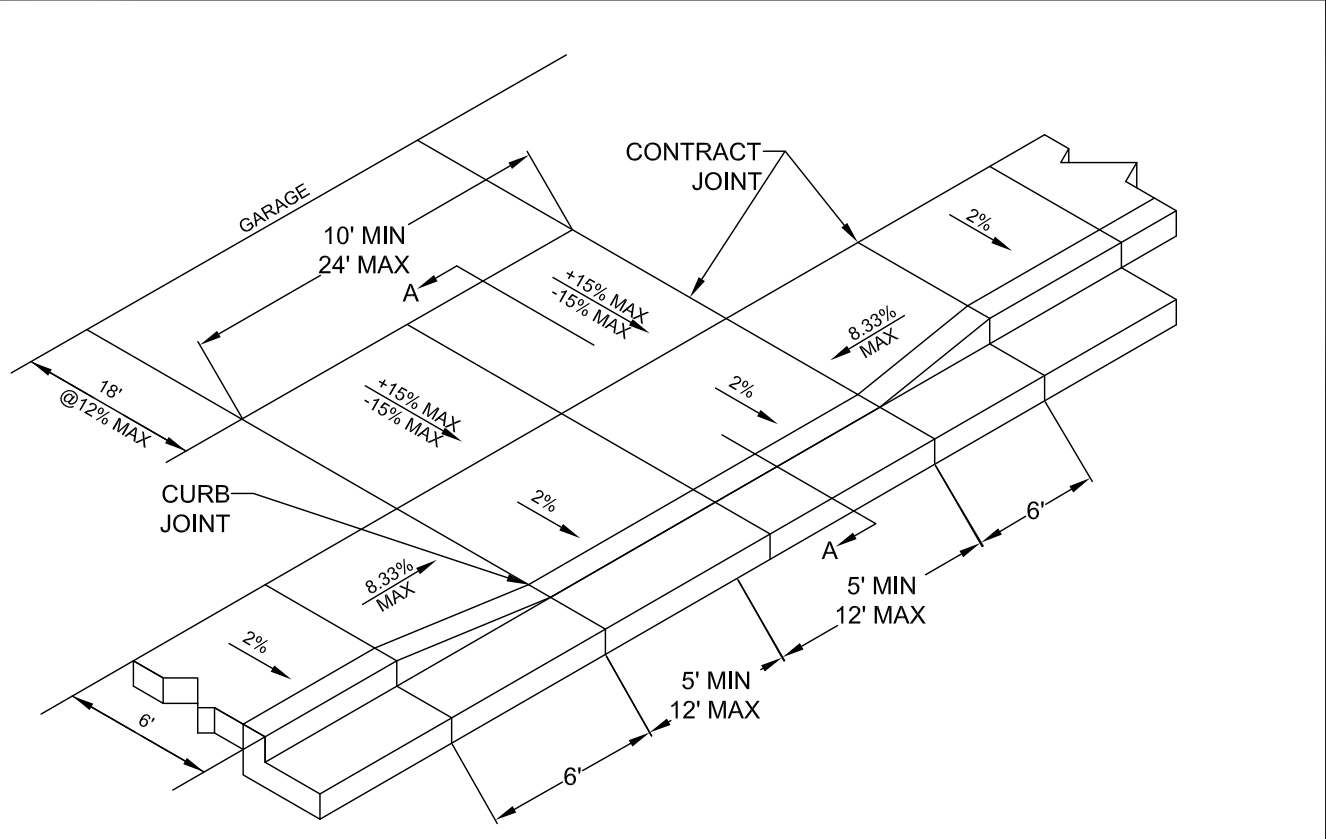 CONTRACT
JOINT
GARAGE
10' MIN
24' MAX
A
+15% MAX
-15% MAX
2%
8.33%
MAX
18'
@12% MAX
+15% MAX
-15% MAX
2%
CURB
JOINT
2%
A
6'
8.33%
MAX
5' MIN
12' MAX
2%
5' MIN
12' MAX
6'
6'